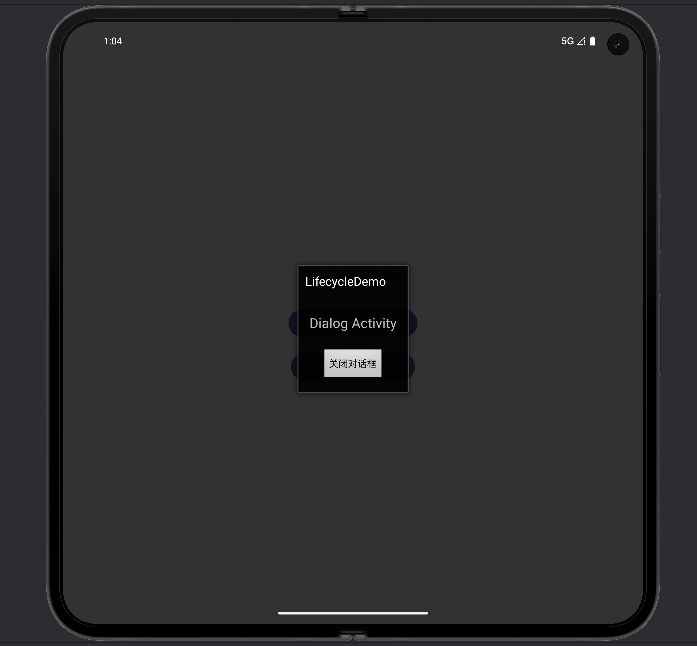 1:04
5G
LifecycleDemo
Dialog Activity
关闭对话框